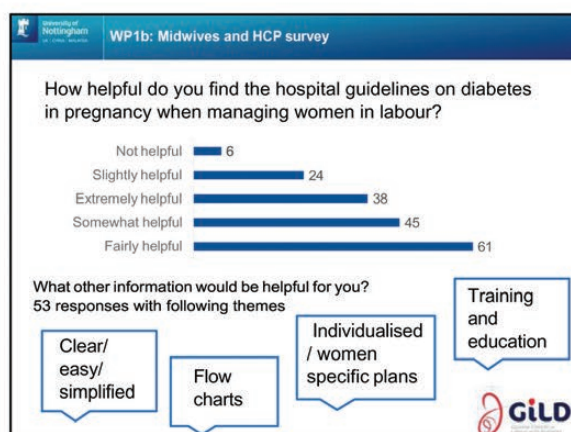 University of
Nottingham
UK | CHINA | MALAYSIA
WP1b: Midwives and HCP survey
How helpful do you find the hospital guidelines on diabetes
in pregnancy when managing women in labour?
Not helpful 6
Slightly helpful 24
Extremely helpful 38
Somewhat helpful 45
Fairly helpful 61
What other information would be helpful for you?
53 responses with following themes
Clear/
easy/
simplified
Flow
charts
Individualised
/ women
specific plans
Training
and
education
GiLD